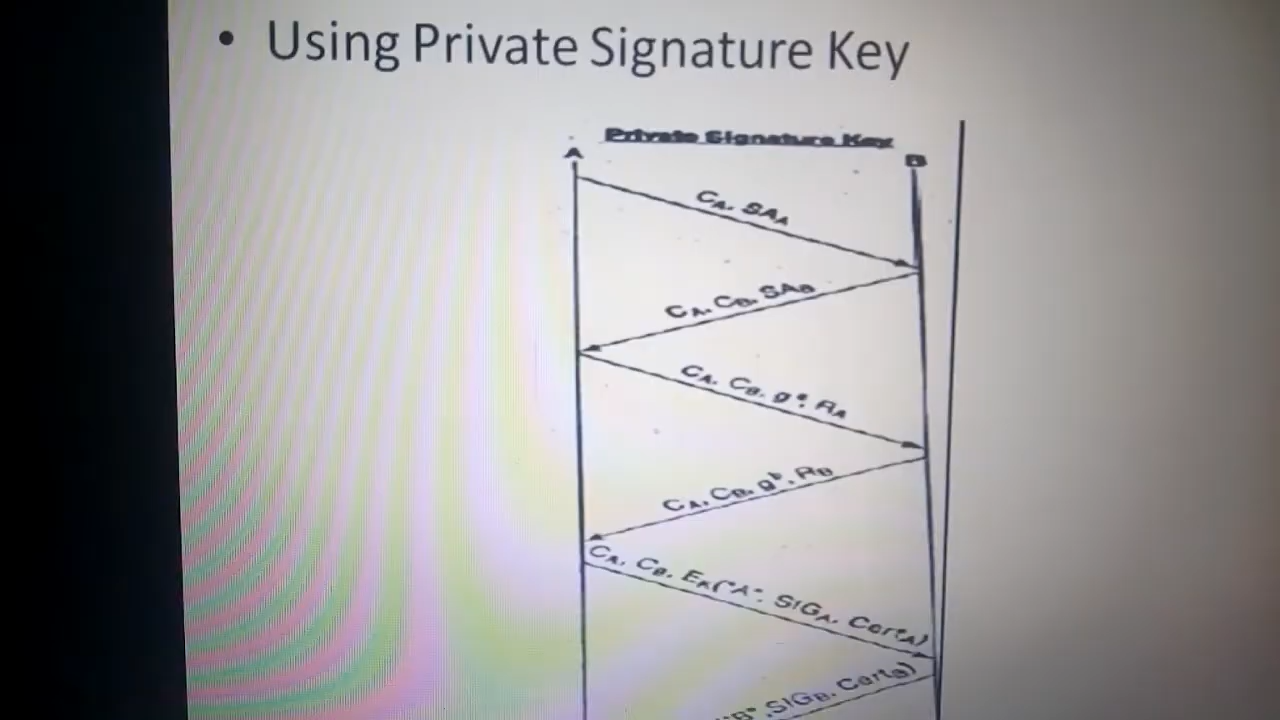 • Using Private Signature Key
Private Signature Key
A
B
CA, SAA
CA, CB, SAB
CA, CB, gᵃ, RA
CA, CB, gᵇ, RB
CA, CB, EK("A", SIGA, CertA)
"B", SIGB, CertB)